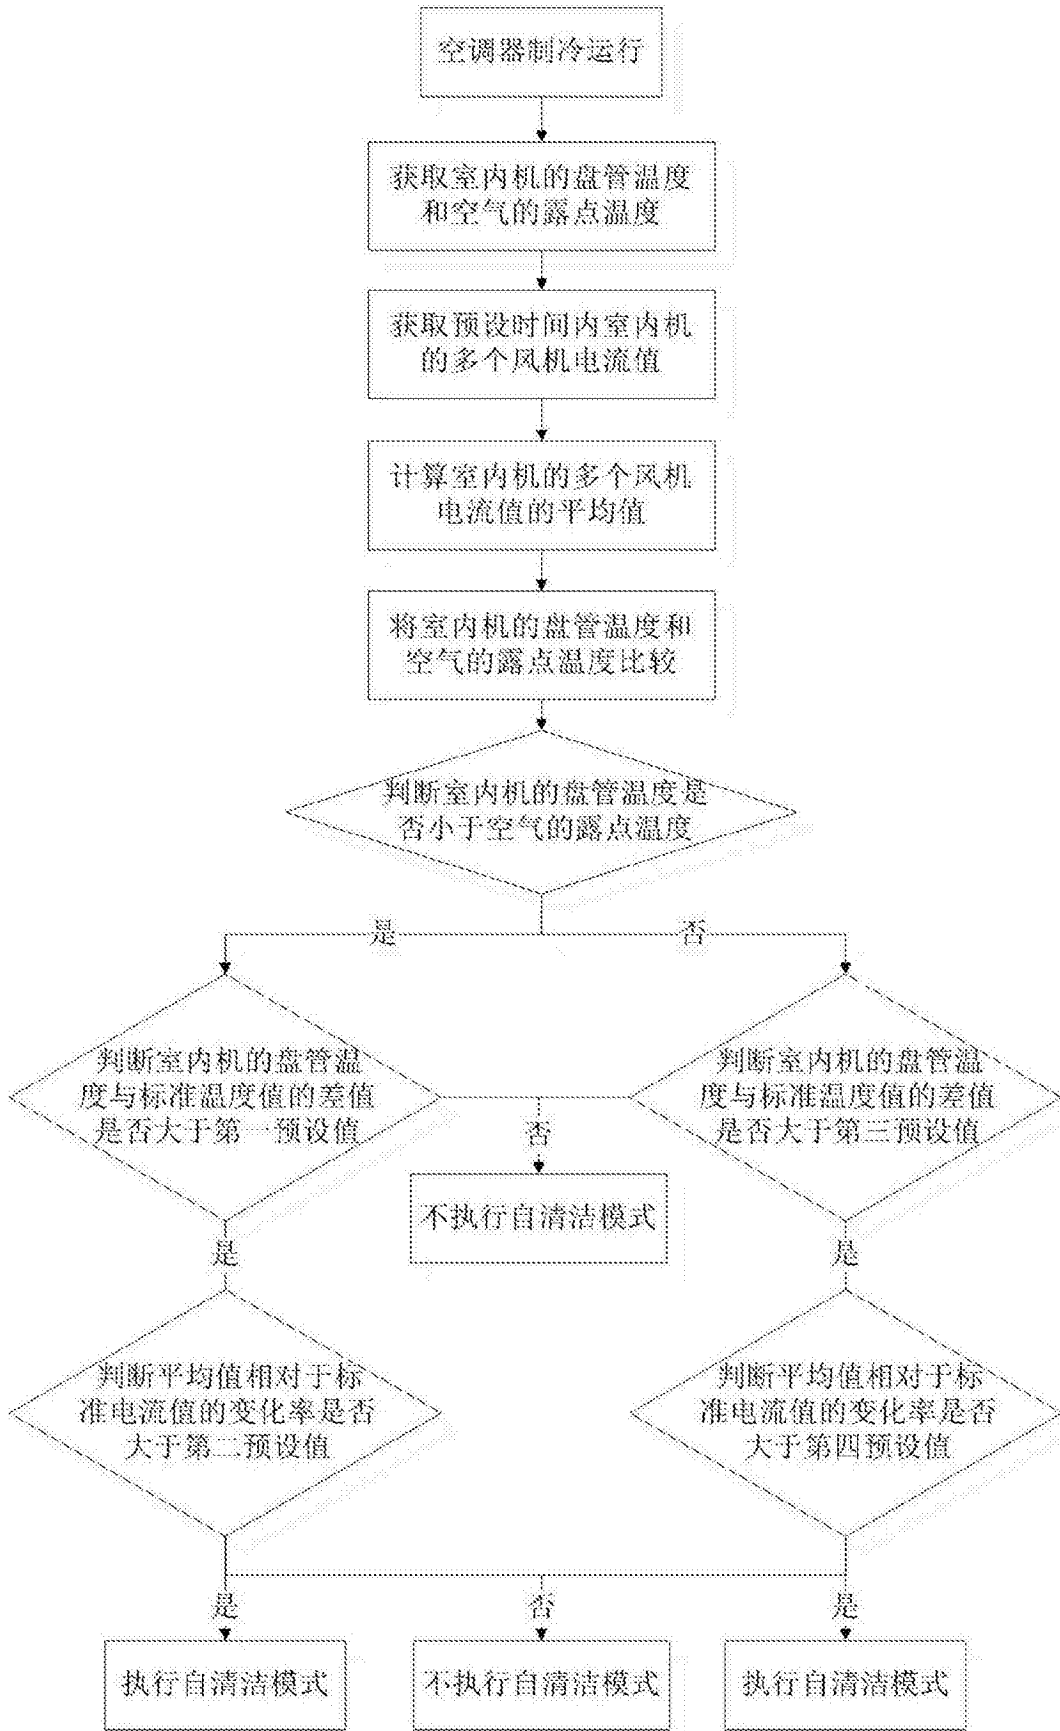 空调器制冷运行
获取室内机的盘管温度
和空气的露点温度
获取预设时间内室内机
的多个风机电流值
计算室内机的多个风机
电流值的平均值
将室内机的盘管温度和
空气的露点温度比较
判断室内机的盘管温度是
否小于空气的露点温度
是
否
判断室内机的盘管温
度与标准温度值的差值
是否大于第一预设值
判断室内机的盘管温
度与标准温度值的差值
是否大于第三预设值
否
不执行自清洁模式
是
是
判断平均值相对于标
准电流值的变化率是否
大于第二预设值
判断平均值相对于标
准电流值的变化率是否
大于第四预设值
是
否
是
执行自清洁模式
不执行自清洁模式
执行自清洁模式